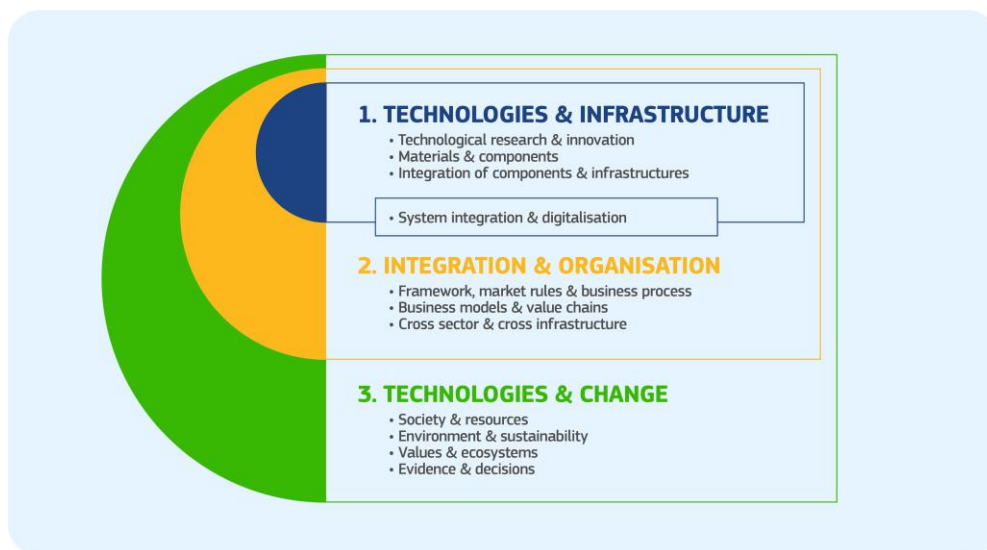 1. TECHNOLOGIES & INFRASTRUCTURE
• Technological research & innovation
• Materials & components
• Integration of components & infrastructures
• System integration & digitalisation
2. INTEGRATION & ORGANISATION
• Framework, market rules & business process
• Business models & value chains
• Cross sector & cross infrastructure
3. TECHNOLOGIES & CHANGE
• Society & resources
• Environment & sustainability
• Values & ecosystems
• Evidence & decisions